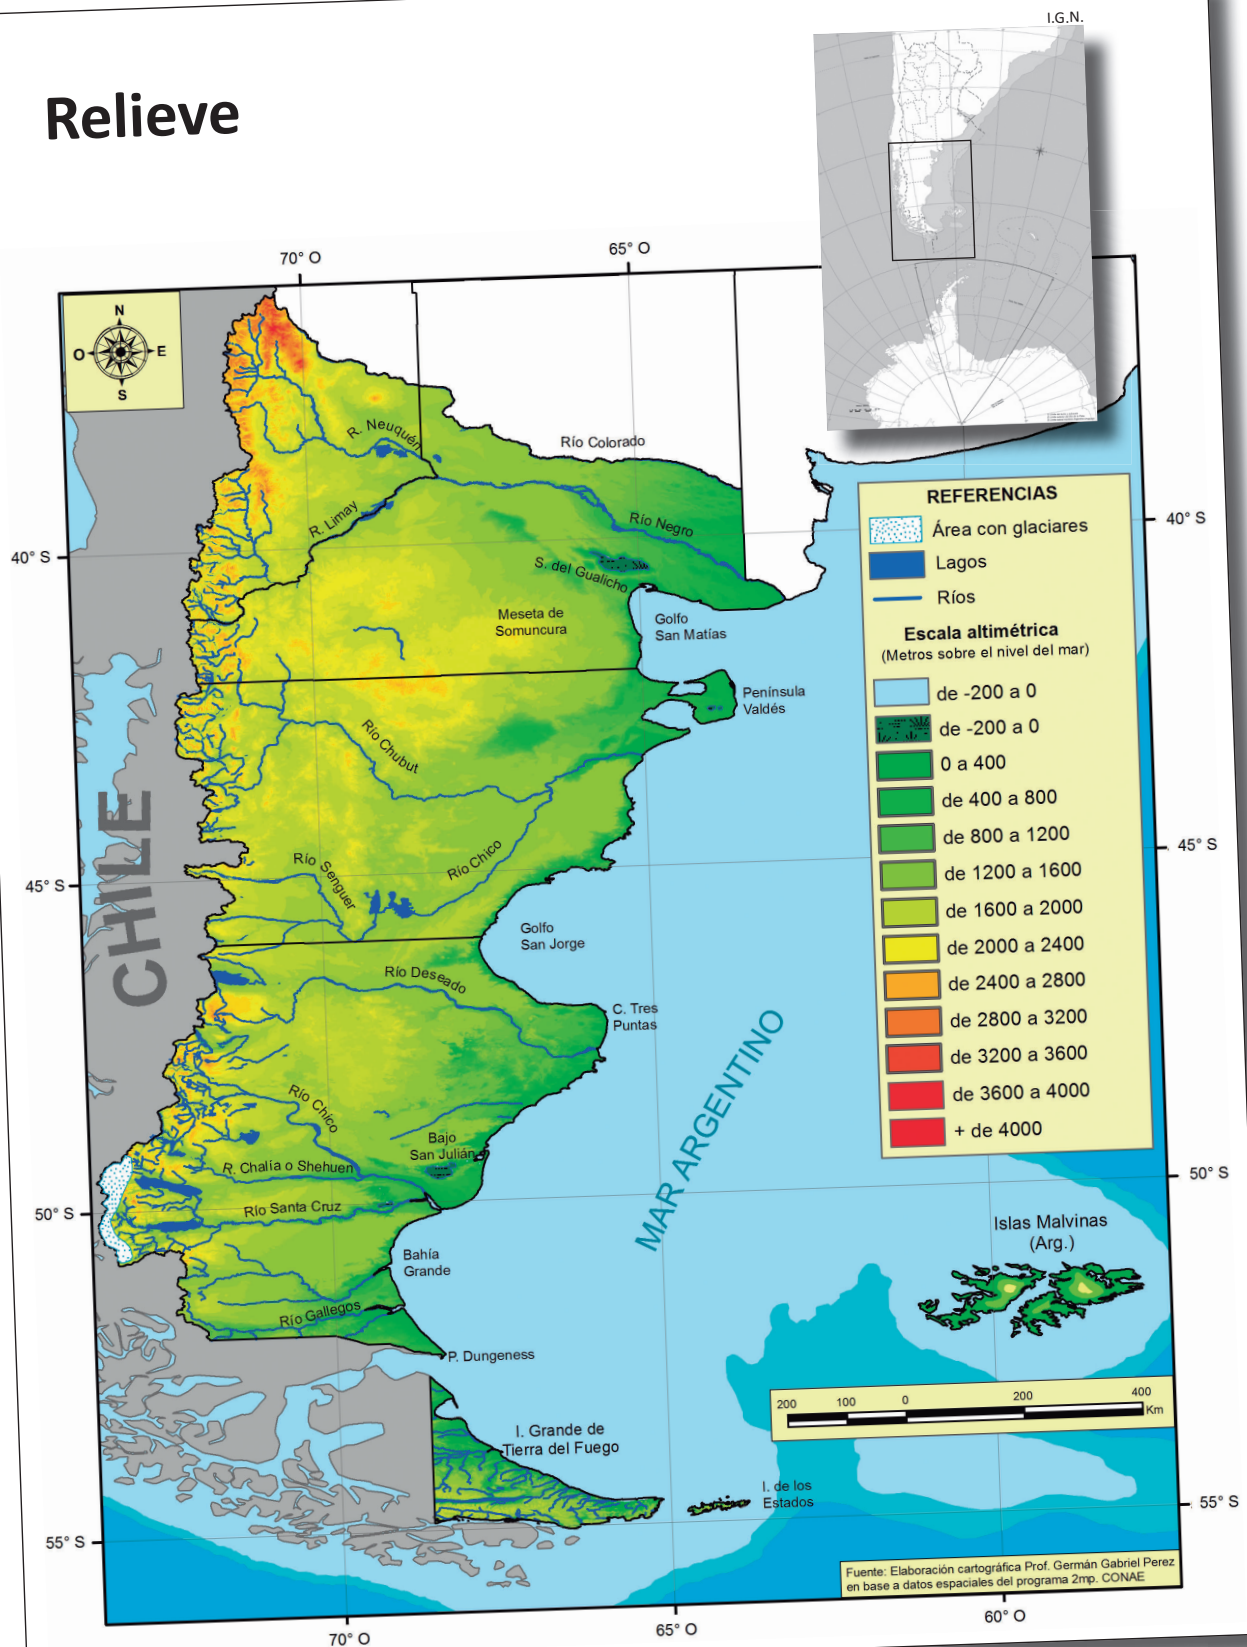 I.G.N.
Relieve
70° O
65° O
N
O
E
S
R. Neuquén
Río Colorado
R. Limay
Río Negro
S. del Gualicho
Meseta de
Somuncura
Golfo
San Matías
Península
Valdés
Río Chubut
CHILE
Río Senguer
Río Chico
Golfo
San Jorge
Río Deseado
C. Tres
Puntas
MAR ARGENTINO
Río Chico
Bajo
San Julián
R. Chalía o Shehuen
Río Santa Cruz
Bahía
Grande
Río Gallegos
P. Dungeness
I. Grande de
Tierra del Fuego
I. de los
Estados
Islas Malvinas
(Arg.)
REFERENCIAS
Área con glaciares
Lagos
Ríos
Escala altimétrica
(Metros sobre el nivel del mar)
de -200 a 0
de -200 a 0
0 a 400
de 400 a 800
de 800 a 1200
de 1200 a 1600
de 1600 a 2000
de 2000 a 2400
de 2400 a 2800
de 2800 a 3200
de 3200 a 3600
de 3600 a 4000
+ de 4000
40° S
45° S
50° S
55° S
40° S
45° S
50° S
55° S
200 100 0 200 400
Km
Fuente: Elaboración cartográfica Prof. Germán Gabriel Perez
en base a datos espaciales del programa 2mp. CONAE
70° O
65° O
60° O